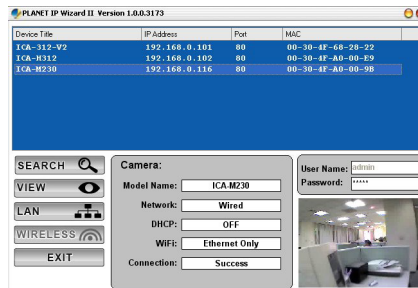 PLANET IP Wizard II Version 1.0.0.3173
Device Title IP Address Port MAC
ICA-312-V2 192.168.0.101 80 00-30-4F-68-28-22
ICA-H312 192.168.0.102 80 00-30-4F-A0-00-E9
ICA-M230 192.168.0.116 80 00-30-4F-A0-00-9B
SEARCH
VIEW
LAN
WIRELESS
EXIT
Camera:
Model Name: ICA-M230
Network: Wired
DHCP: OFF
WiFi: Ethernet Only
Connection: Success
User Name: admin
Password: *****